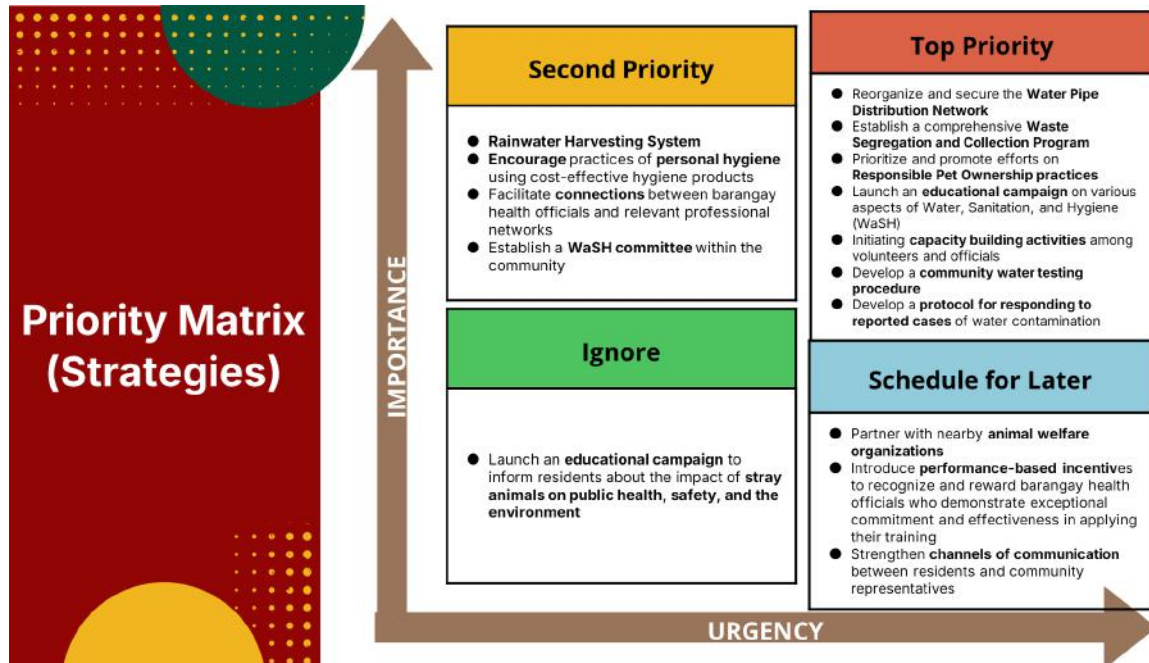 Priority Matrix
(Strategies)
IMPORTANCE
URGENCY
Second Priority
● Rainwater Harvesting System
● Encourage practices of personal hygiene
using cost-effective hygiene products
● Facilitate connections between barangay
health officials and relevant professional
networks
● Establish a WaSH committee within the
community
Top Priority
● Reorganize and secure the Water Pipe
Distribution Network
● Establish a comprehensive Waste
Segregation and Collection Program
● Prioritize and promote efforts on
Responsible Pet Ownership practices
● Launch an educational campaign on various
aspects of Water, Sanitation, and Hygiene
(WaSH)
● Initiating capacity building activities among
volunteers and officials
● Develop a community water testing
procedure
● Develop a protocol for responding to
reported cases of water contamination
Ignore
● Launch an educational campaign to
inform residents about the impact of stray
animals on public health, safety, and the
environment
Schedule for Later
● Partner with nearby animal welfare
organizations
● Introduce performance-based incentives
to recognize and reward barangay health
officials who demonstrate exceptional
commitment and effectiveness in applying
their training
● Strengthen channels of communication
between residents and community
representatives